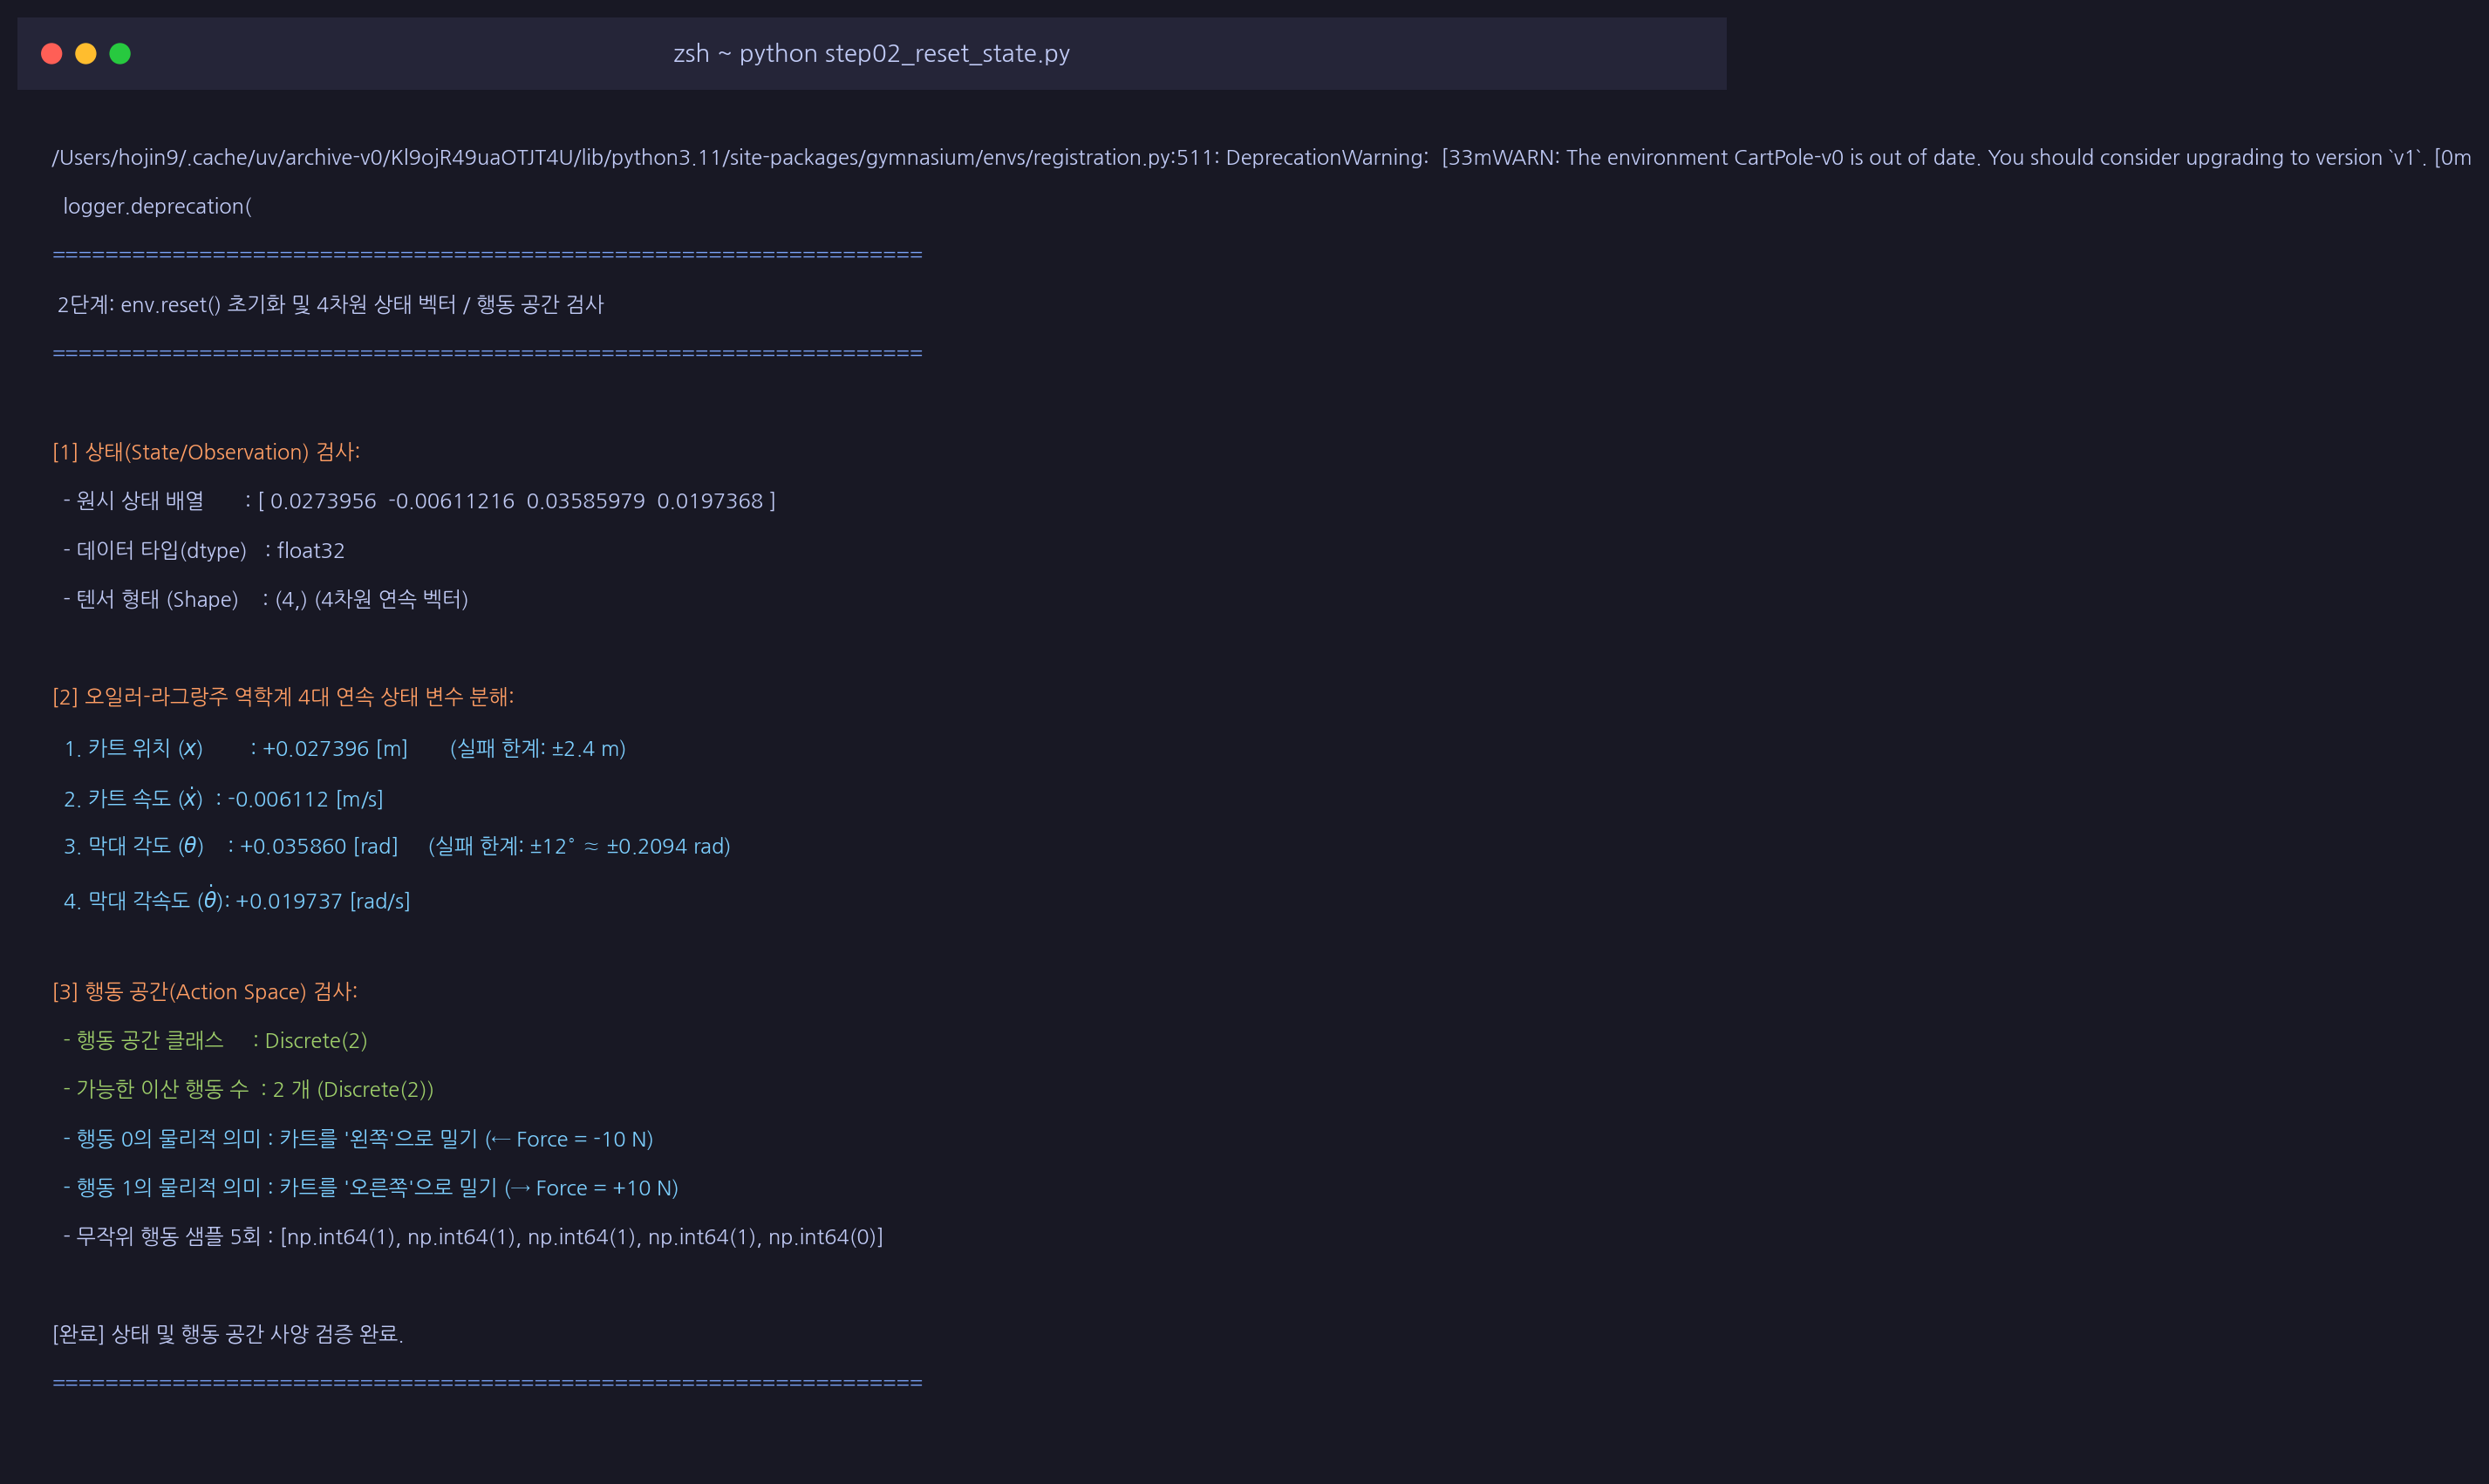 zsh ~ python step02_reset_state.py
/Users/hojin9/.cache/uv/archive-v0/Kl9ojR49uaOTJT4U/lib/python3.11/site-packages/gymnasium/envs/registration.py:511: DeprecationWarning:  [33mWARN: The environment CartPole-v0 is out of date. You should consider upgrading to version `v1`. [0m
logger.deprecation(
=================================================================
2단계: env.reset() 초기화 및 4차원 상태 벡터 / 행동 공간 검사
=================================================================
[1] 상태(State/Observation) 검사:
- 원시 상태 배열 : [ 0.0273956 -0.00611216 0.03585979 0.0197368 ]
- 데이터 타입(dtype) : float32
- 텐서 형태 (Shape) : (4,) (4차원 연속 벡터)
[2] 오일러-라그랑주 역학계 4대 연속 상태 변수 분해:
1. 카트 위치 (x) : +0.027396 [m] (실패 한계: ±2.4 m)
2. 카트 속도 (ẋ) : -0.006112 [m/s]
3. 막대 각도 (θ) : +0.035860 [rad] (실패 한계: ±12° ≈ ±0.2094 rad)
4. 막대 각속도 (θ̇): +0.019737 [rad/s]
[3] 행동 공간(Action Space) 검사:
- 행동 공간 클래스 : Discrete(2)
- 가능한 이산 행동 수 : 2 개 (Discrete(2))
- 행동 0의 물리적 의미 : 카트를 '왼쪽'으로 밀기 (← Force = -10 N)
- 행동 1의 물리적 의미 : 카트를 '오른쪽'으로 밀기 (→ Force = +10 N)
- 무작위 행동 샘플 5회 : [np.int64(1), np.int64(1), np.int64(1), np.int64(1), np.int64(0)]
[완료] 상태 및 행동 공간 사양 검증 완료.
=================================================================